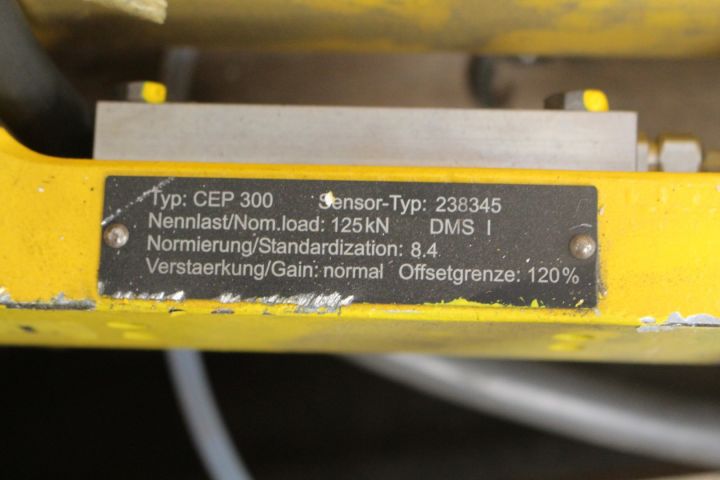 Typ: CEP 300 Sensor-Typ: 238345
Nennlast/Nom.load: 125kN DMS I
Normierung/Standardization: 8.4
Verstaerkung/Gain: normal Offsetgrenze: 120%